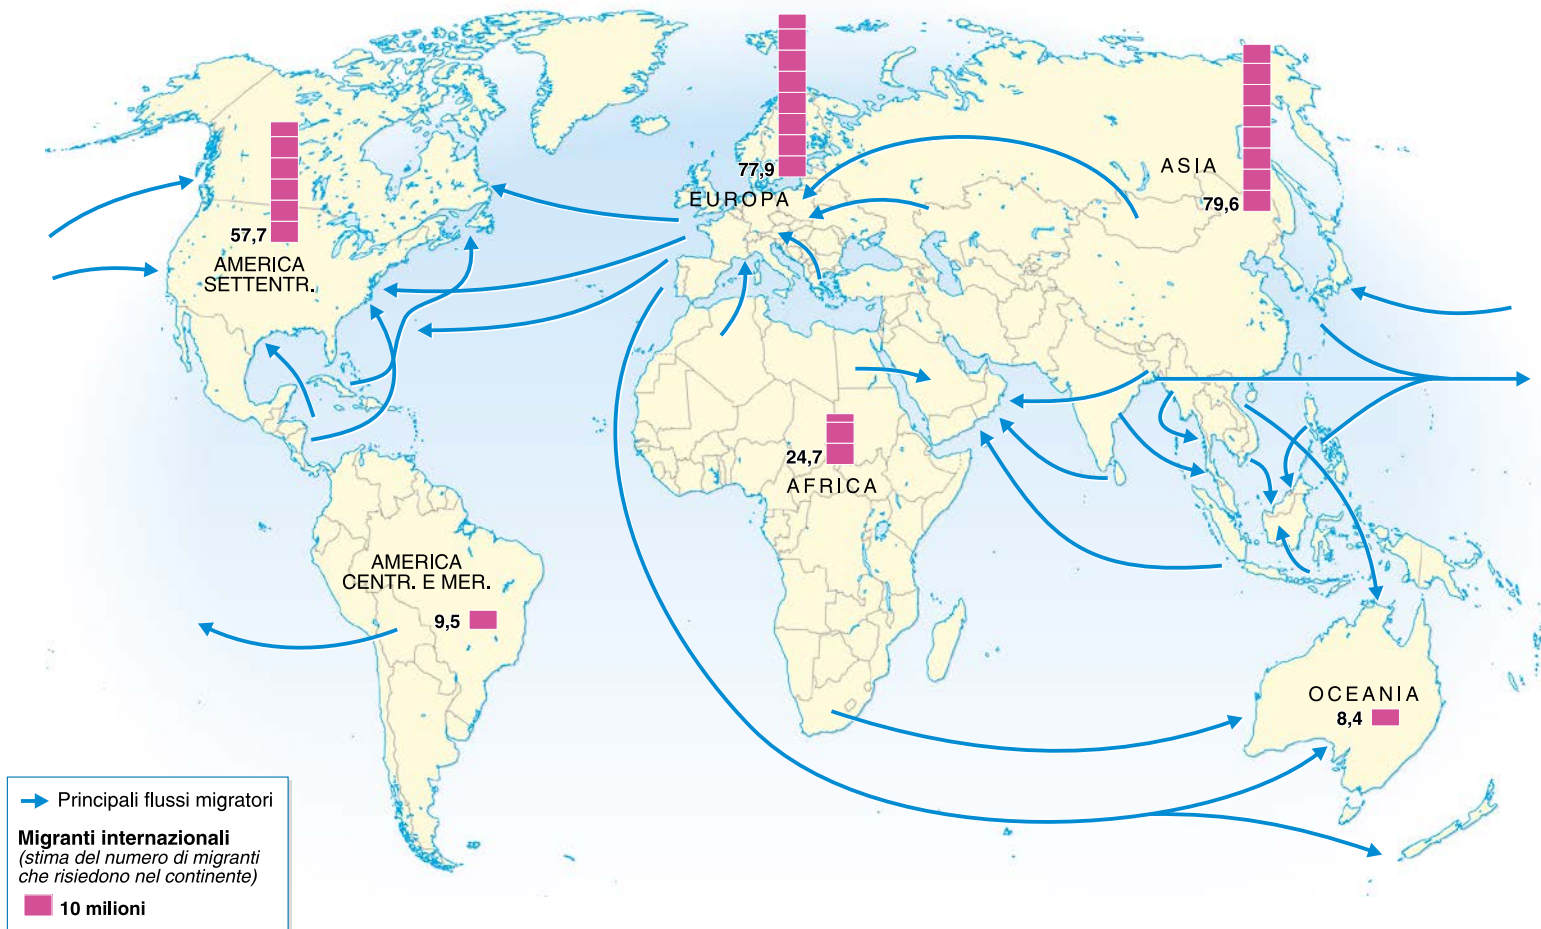 77,9
EUROPA
ASIA
79,6
57,7
AMERICA
SETTENTR.
24,7
AFRICA
AMERICA
CENTR. E MER.
9,5
OCEANIA
8,4
Principali flussi migratori
Migranti internazionali
(stima del numero di migranti
che risiedono nel continente)
10 milioni